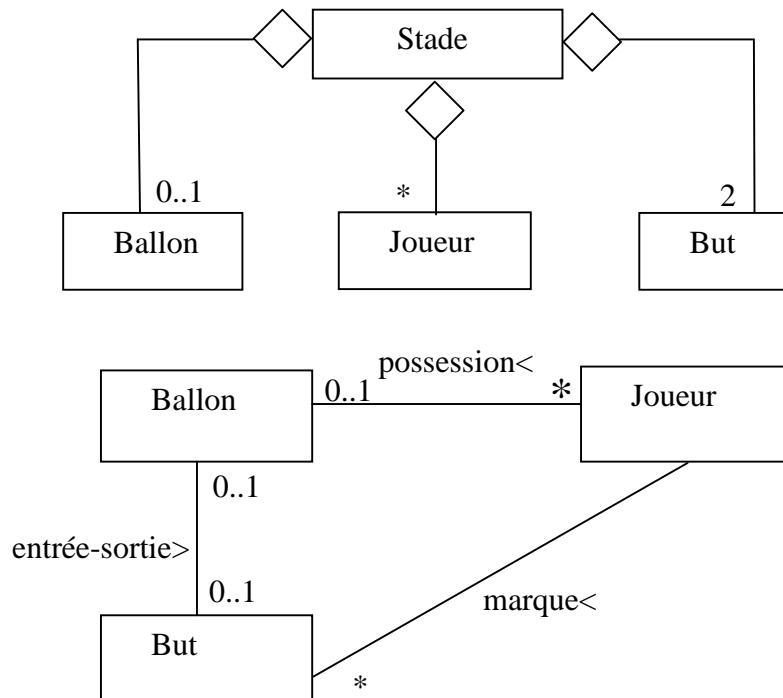 Stade
0..1
*
2
Ballon
Joueur
But
possession<
Ballon
0..1
*
Joueur
0..1
entrée-sortie>
0..1
marque<
But
*